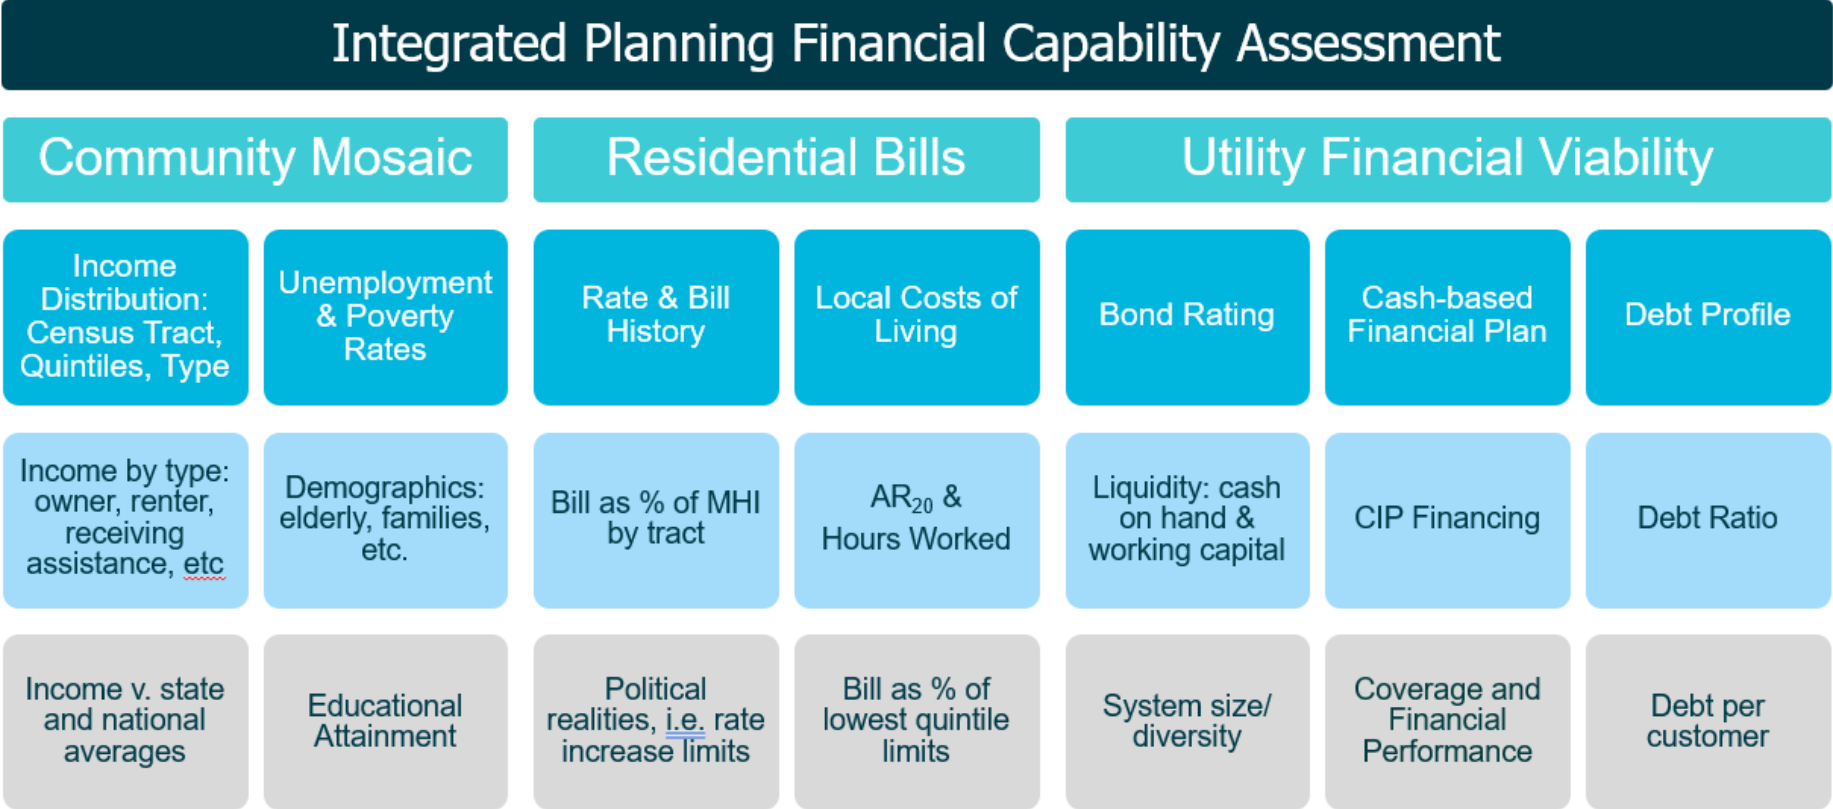 Integrated Planning Financial Capability Assessment
Community Mosaic
Residential Bills
Utility Financial Viability
Income
Distribution:
Census Tract,
Quintiles, Type
Unemployment
& Poverty
Rates
Rate & Bill
History
Local Costs of
Living
Bond Rating
Cash-based
Financial Plan
Debt Profile
Income by type:
owner, renter,
receiving
assistance, etc
Demographics:
elderly, families,
etc.
Bill as % of MHI
by tract
AR₂₀ &
Hours Worked
Liquidity: cash
on hand &
working capital
CIP Financing
Debt Ratio
Income v. state
and national
averages
Educational
Attainment
Political
realities, i.e. rate
increase limits
Bill as % of
lowest quintile
limits
System size/
diversity
Coverage and
Financial
Performance
Debt per
customer